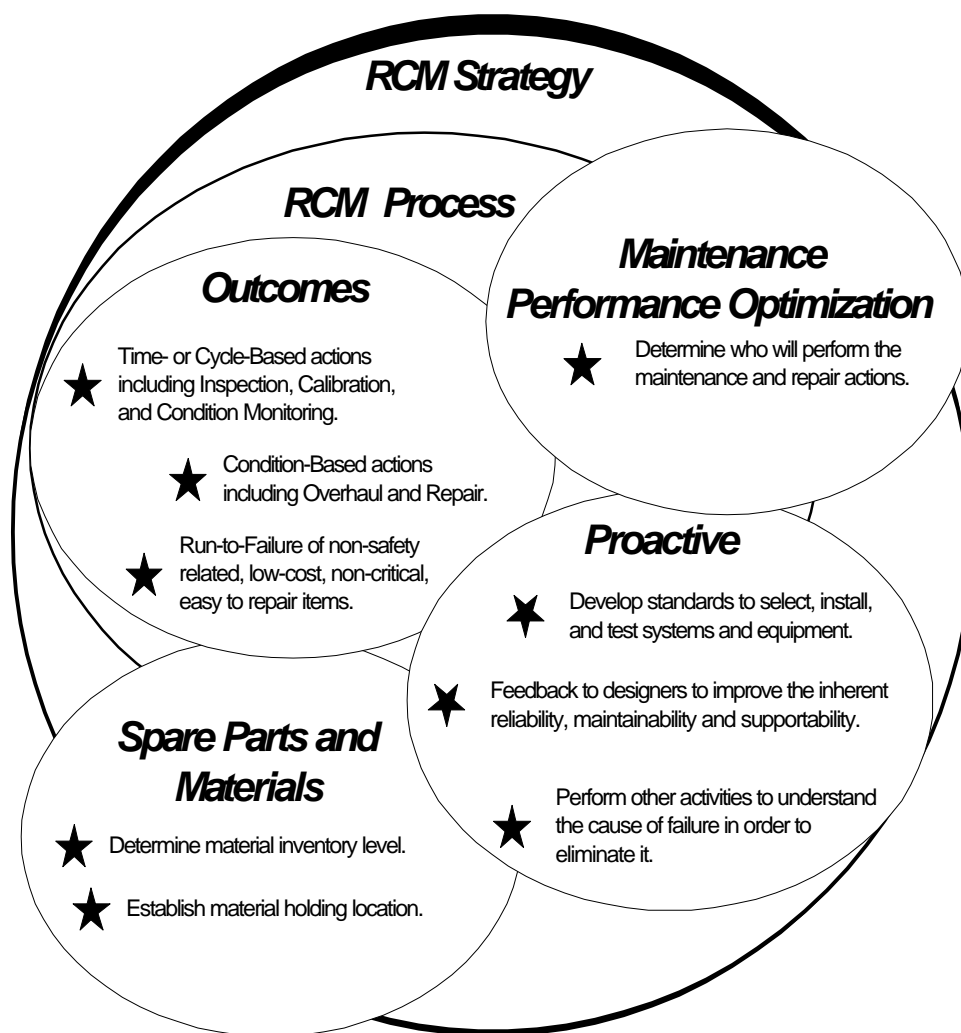 RCM Strategy
RCM Process
Outcomes
Time- or Cycle-Based actions
including Inspection, Calibration,
and Condition Monitoring.
Condition-Based actions
including Overhaul and Repair.
Run-to-Failure of non-safety
related, low-cost, non-critical,
easy to repair items.
Maintenance
Performance Optimization
Determine who will perform the
maintenance and repair actions.
Proactive
Develop standards to select, install,
and test systems and equipment.
Feedback to designers to improve the inherent
reliability, maintainability and supportability.
Perform other activities to understand
the cause of failure in order to
eliminate it.
Spare Parts and
Materials
Determine material inventory level.
Establish material holding location.